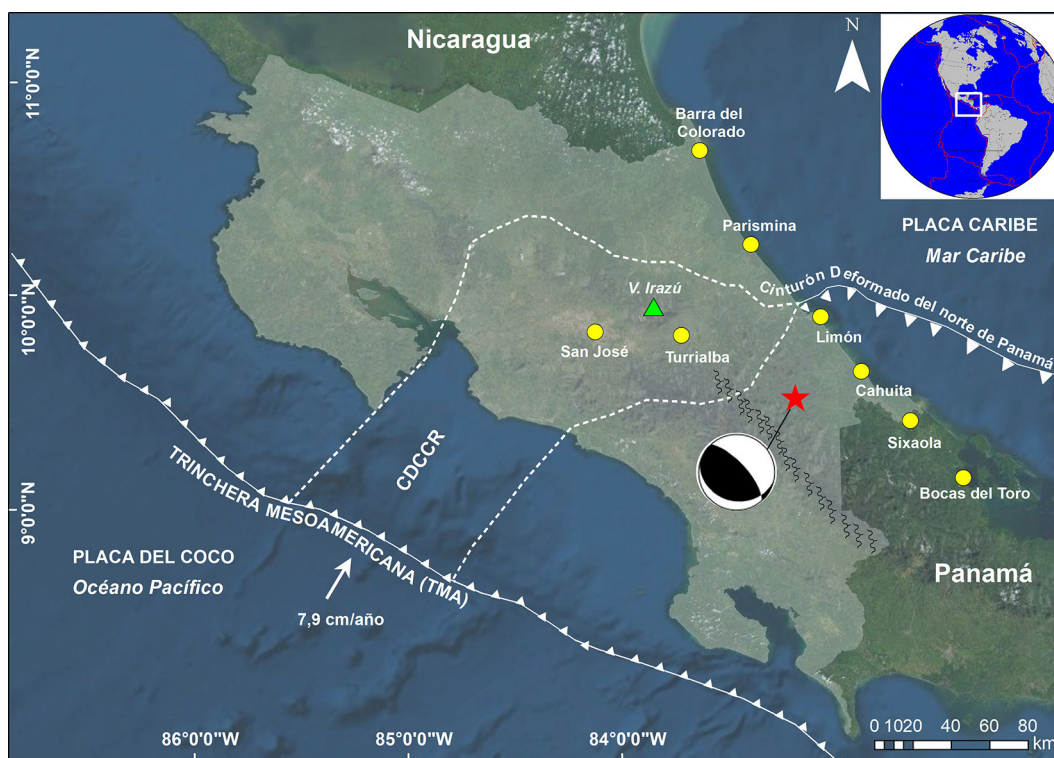 Nicaragua
N
11°0'0"N
Barra del
Colorado
Parismina
PLACA CARIBE
Mar Caribe
Cinturón Deformado del norte de Panamá
V. Irazú
10°0'0"N
San José
Turrialba
Limón
Cahuita
Sixaola
Bocas del Toro
CDCCR
TRINCHERA MESOAMERICANA (TMA)
9°0'0"N
PLACA DEL COCO
Océano Pacífico
7,9 cm/año
Panamá
86°0'0"W
85°0'0"W
84°0'0"W
0 10 20 40 60 80
km